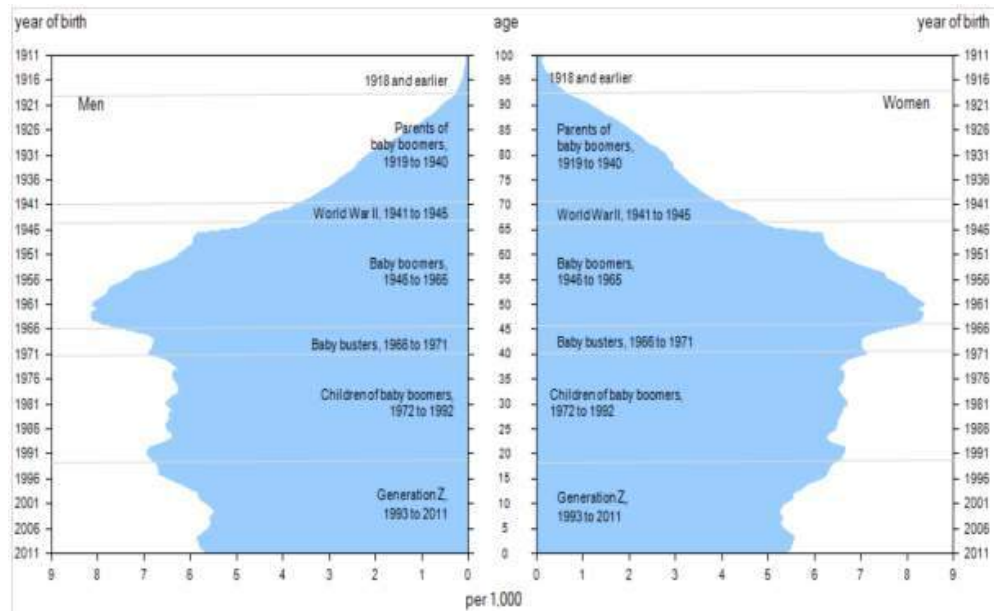 year of birth age year of birth
1911 100 1911
1916 95 1916
1918 and earlier 1918 and earlier
1921 90 1921
Men Women
1926 85 1926
Parents of Parents of
baby boomers, baby boomers,
1919 to 1940 1919 to 1940
1931 80 1931
1936 75 1936
1941 70 1941
World War II, 1941 to 1945 World War II, 1941 to 1945
1946 65 1946
1951 60 1951
Baby boomers, Baby boomers,
1946 to 1965 1946 to 1965
1956 55 1956
1961 50 1961
1966 45 1966
Baby busters, 1966 to 1971 Baby busters, 1966 to 1971
1971 40 1971
1976 35 1976
Children of baby boomers, Children of baby boomers,
1972 to 1992 1972 to 1992
1981 30 1981
1986 25 1986
1991 20 1991
1996 15 1996
Generation Z, Generation Z,
1993 to 2011 1993 to 2011
2001 10 2001
2006 5 2006
2011 0 2011
9 8 7 6 5 4 3 2 1 0 0 1 2 3 4 5 6 7 8 9
per 1,000